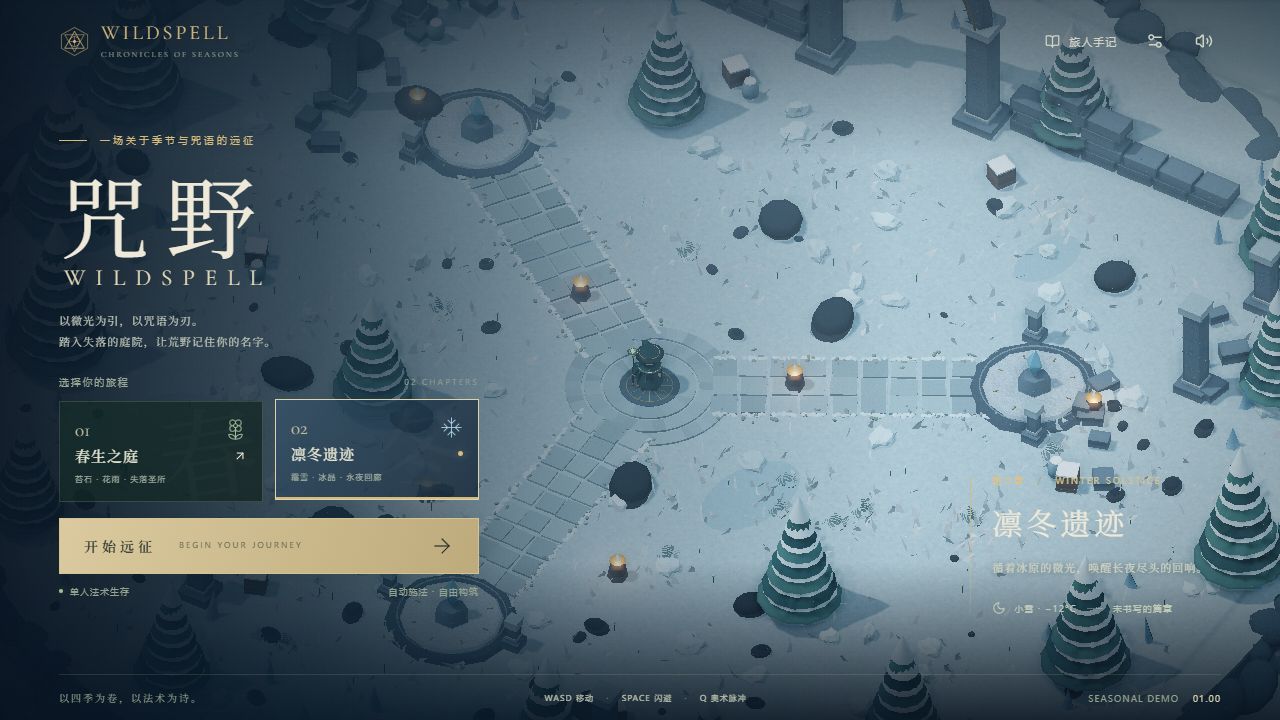 WILDSPELL
CHRONICLES OF SEASONS
旅人手记
一场关于季节与咒语的远征
咒野
WILDSPELL
以微光为引，以咒语为刃。
踏入失落的庭院，让荒野记住你的名字。
选择你的旅程
02 CHAPTERS
01
春生之庭
苔石 · 花雨 · 失落圣所
02
凛冬遗迹
霜雪 · 冰晶 · 永夜回廊
开始远征
BEGIN YOUR JOURNEY
单人法术生存
自动施法 · 自由构筑
WINTER SOLSTICE
凛冬遗迹
循着冰原的微光，唤醒长夜尽头的回响。
小雪 · −12°C
未书写的篇章
以四季为卷，以法术为诗。
WASD 移动 · SPACE 闪避 · Q 奥术脉冲
SEASONAL DEMO 01.00